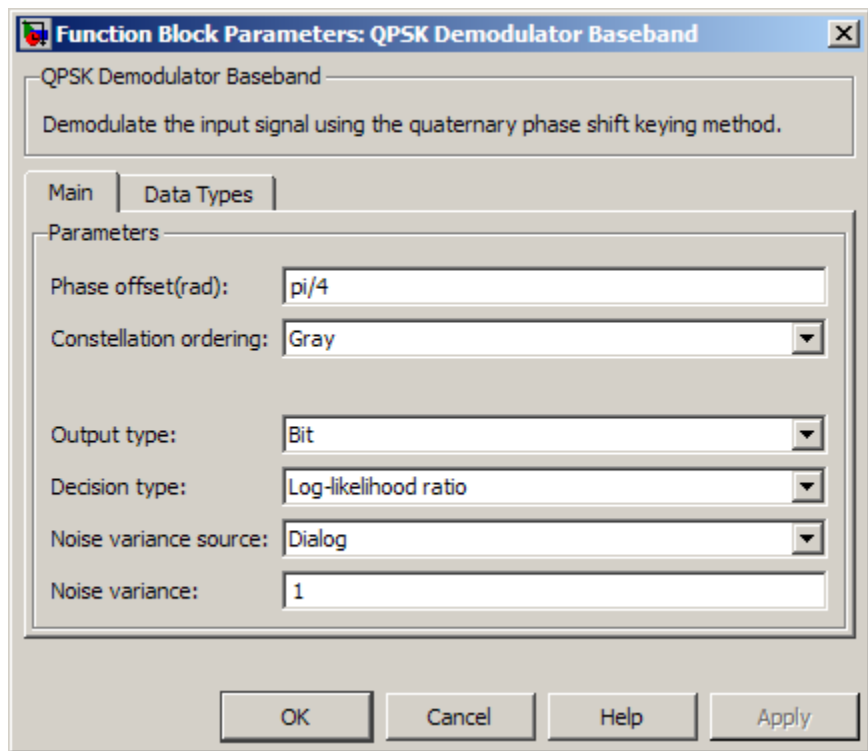 Function Block Parameters: QPSK Demodulator Baseband
QPSK Demodulator Baseband
Demodulate the input signal using the quaternary phase shift keying method.
Main Data Types
Parameters
Phase offset(rad): pi/4
Constellation ordering: Gray
Output type: Bit
Decision type: Log-likelihood ratio
Noise variance source: Dialog
Noise variance: 1
OK Cancel Help Apply